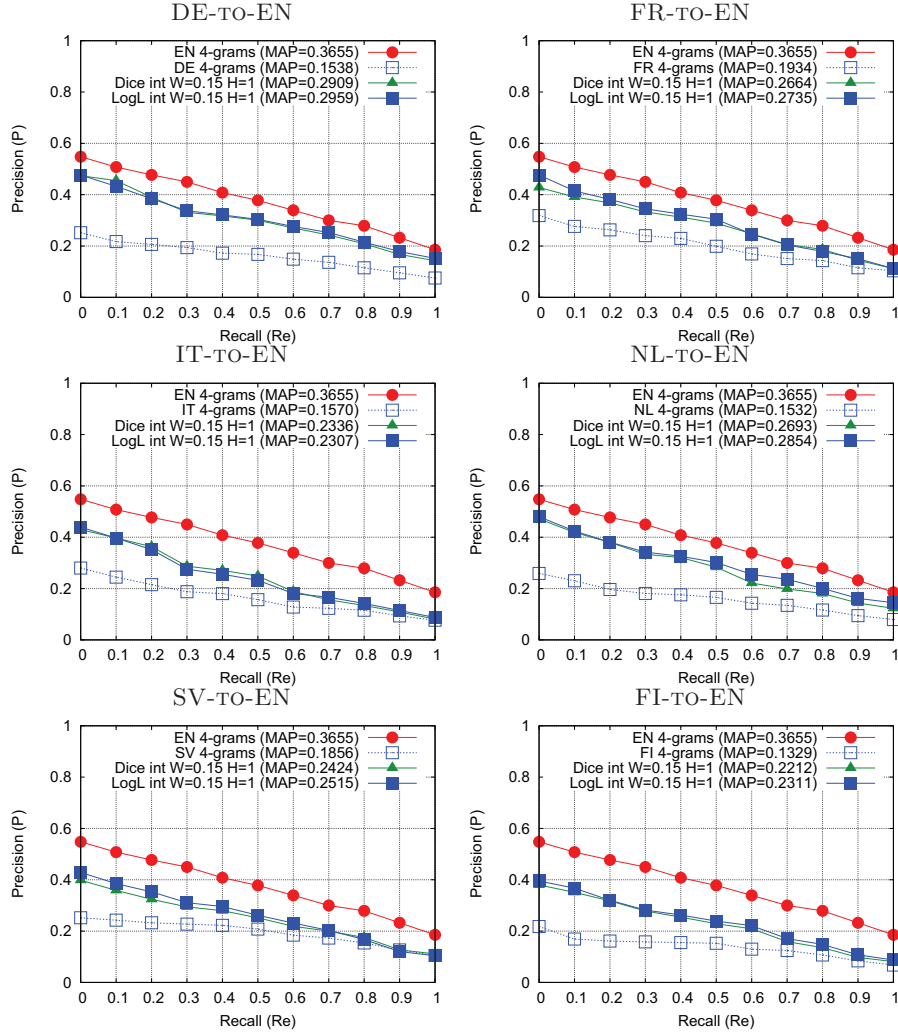 DE-TO-EN
EN 4-grams (MAP=0.3655)
DE 4-grams (MAP=0.1538)
Dice int W=0.15 H=1 (MAP=0.2909)
LogL int W=0.15 H=1 (MAP=0.2959)
Precision (P)
1
0.8
0.6
0.4
0.2
0
0 0.1 0.2 0.3 0.4 0.5 0.6 0.7 0.8 0.9 1
Recall (Re)
FR-TO-EN
EN 4-grams (MAP=0.3655)
FR 4-grams (MAP=0.1934)
Dice int W=0.15 H=1 (MAP=0.2664)
LogL int W=0.15 H=1 (MAP=0.2735)
Precision (P)
1
0.8
0.6
0.4
0.2
0
0 0.1 0.2 0.3 0.4 0.5 0.6 0.7 0.8 0.9 1
Recall (Re)
IT-TO-EN
EN 4-grams (MAP=0.3655)
IT 4-grams (MAP=0.1570)
Dice int W=0.15 H=1 (MAP=0.2336)
LogL int W=0.15 H=1 (MAP=0.2307)
Precision (P)
1
0.8
0.6
0.4
0.2
0
0 0.1 0.2 0.3 0.4 0.5 0.6 0.7 0.8 0.9 1
Recall (Re)
NL-TO-EN
EN 4-grams (MAP=0.3655)
NL 4-grams (MAP=0.1532)
Dice int W=0.15 H=1 (MAP=0.2693)
LogL int W=0.15 H=1 (MAP=0.2854)
Precision (P)
1
0.8
0.6
0.4
0.2
0
0 0.1 0.2 0.3 0.4 0.5 0.6 0.7 0.8 0.9 1
Recall (Re)
SV-TO-EN
EN 4-grams (MAP=0.3655)
SV 4-grams (MAP=0.1856)
Dice int W=0.15 H=1 (MAP=0.2424)
LogL int W=0.15 H=1 (MAP=0.2515)
Precision (P)
1
0.8
0.6
0.4
0.2
0
0 0.1 0.2 0.3 0.4 0.5 0.6 0.7 0.8 0.9 1
Recall (Re)
FI-TO-EN
EN 4-grams (MAP=0.3655)
FI 4-grams (MAP=0.1329)
Dice int W=0.15 H=1 (MAP=0.2212)
LogL int W=0.15 H=1 (MAP=0.2311)
Precision (P)
1
0.8
0.6
0.4
0.2
0
0 0.1 0.2 0.3 0.4 0.5 0.6 0.7 0.8 0.9 1
Recall (Re)